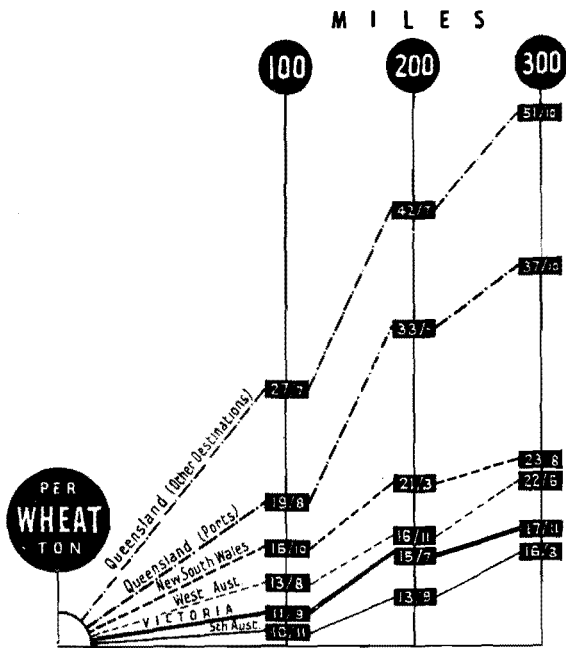 MILES
100 200 300
51/10
42/7
37/10
33/-
27/7
Queensland (Other Destinations)
23/8
21/3
22/6
19/8
Queensland (Ports)
PER
WHEAT
TON
16/10
New South Wales
16/11
17/11
15/7
16/3
13/8
West Aust.
13/9
11/9
VICTORIA
10/11
Sth Aust.